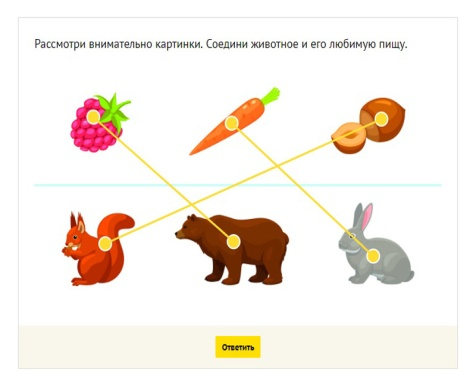 Рассмотри внимательно картинки. Соедини животное и его любимую пищу.
Ответить